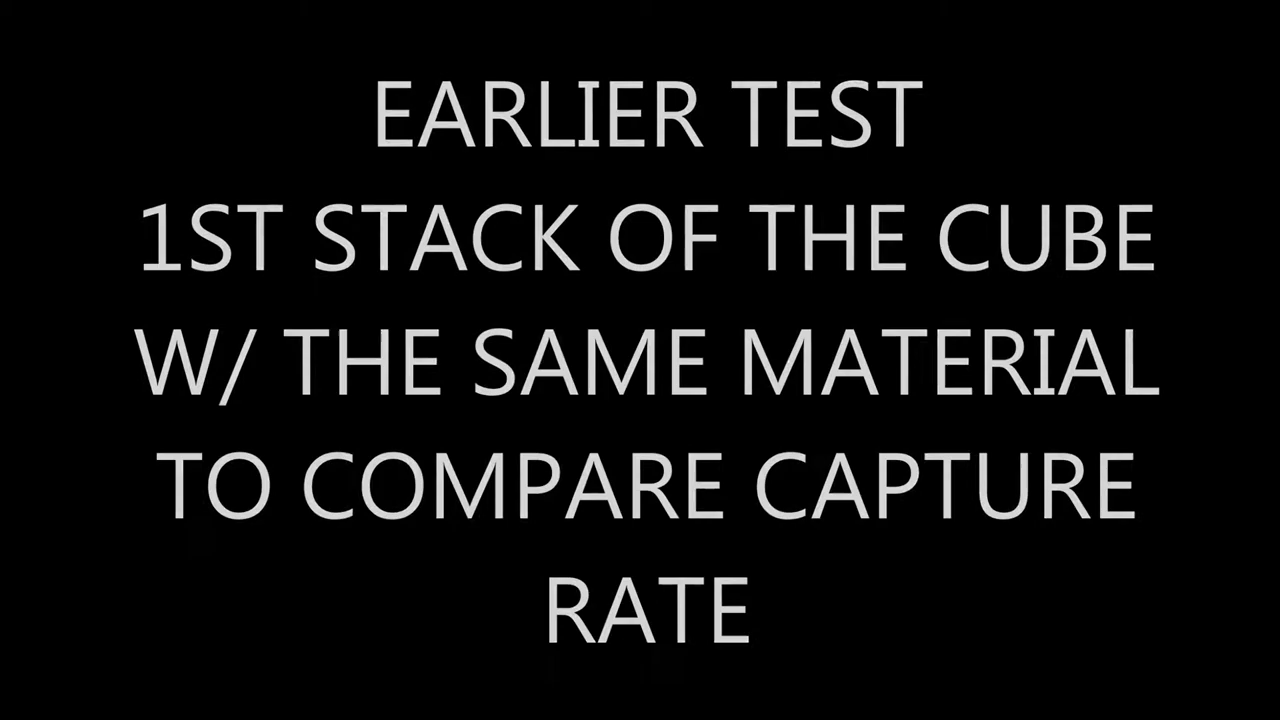 EARLIER TEST
1ST STACK OF THE CUBE
W/ THE SAME MATERIAL
TO COMPARE CAPTURE
RATE